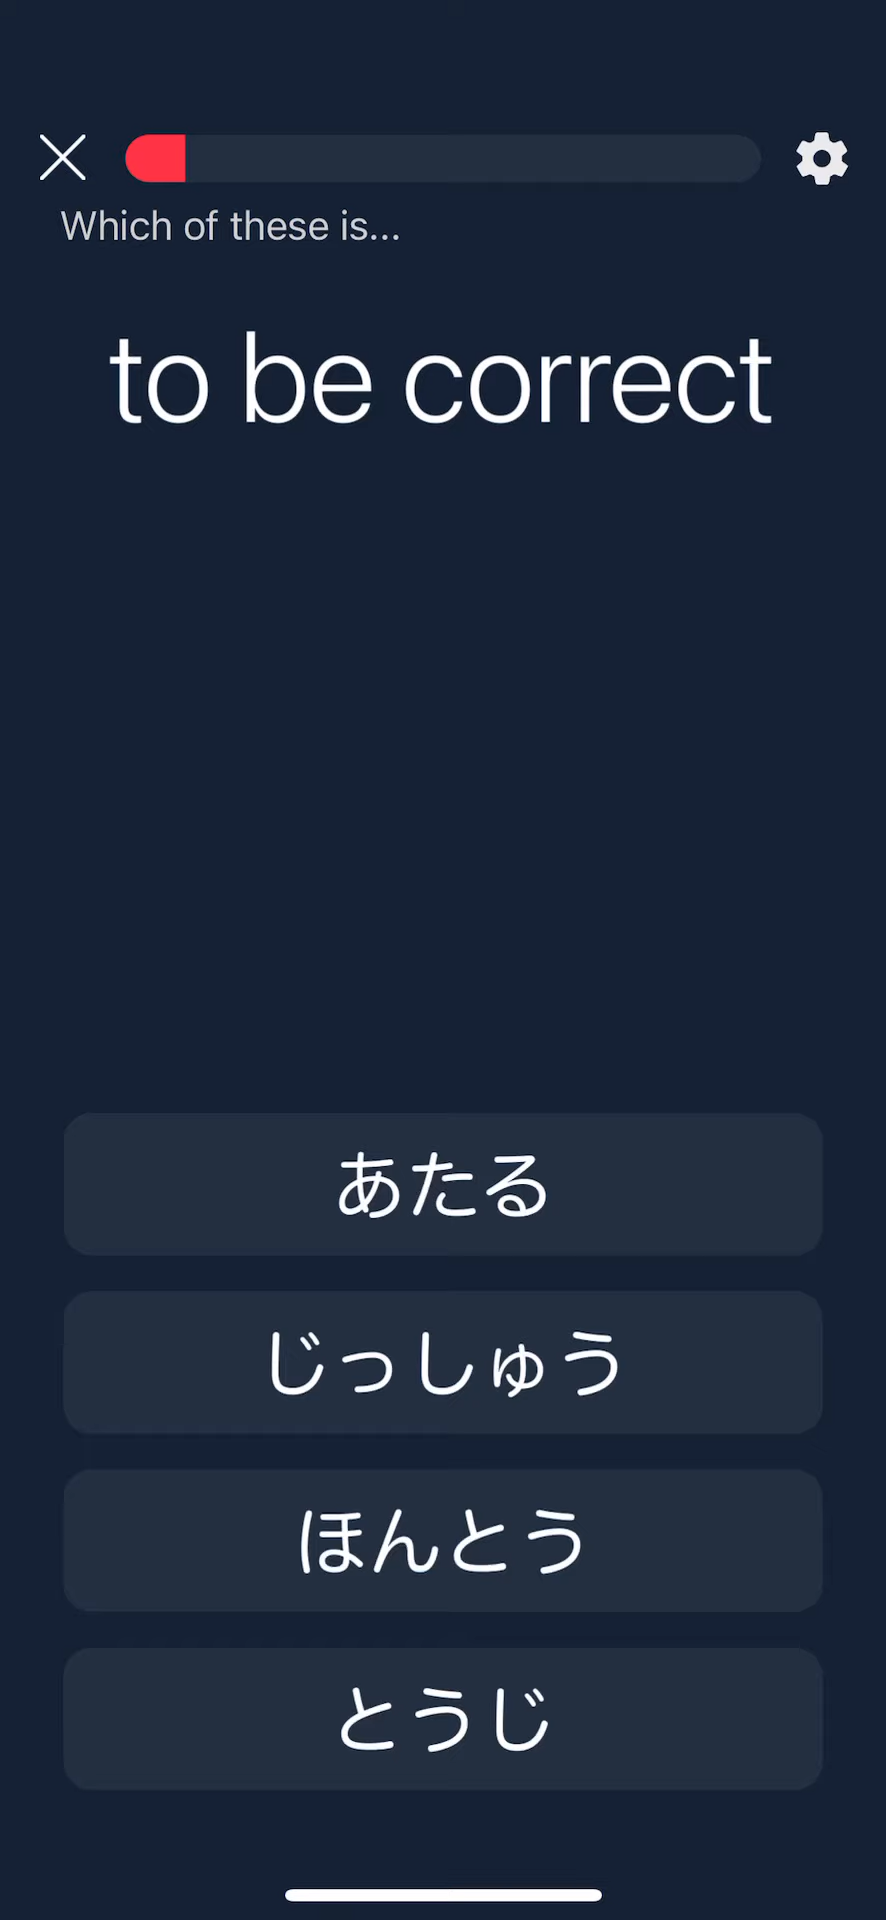 Which of these is...
to be correct
あたる
じっしゅう
ほんとう
とうじ